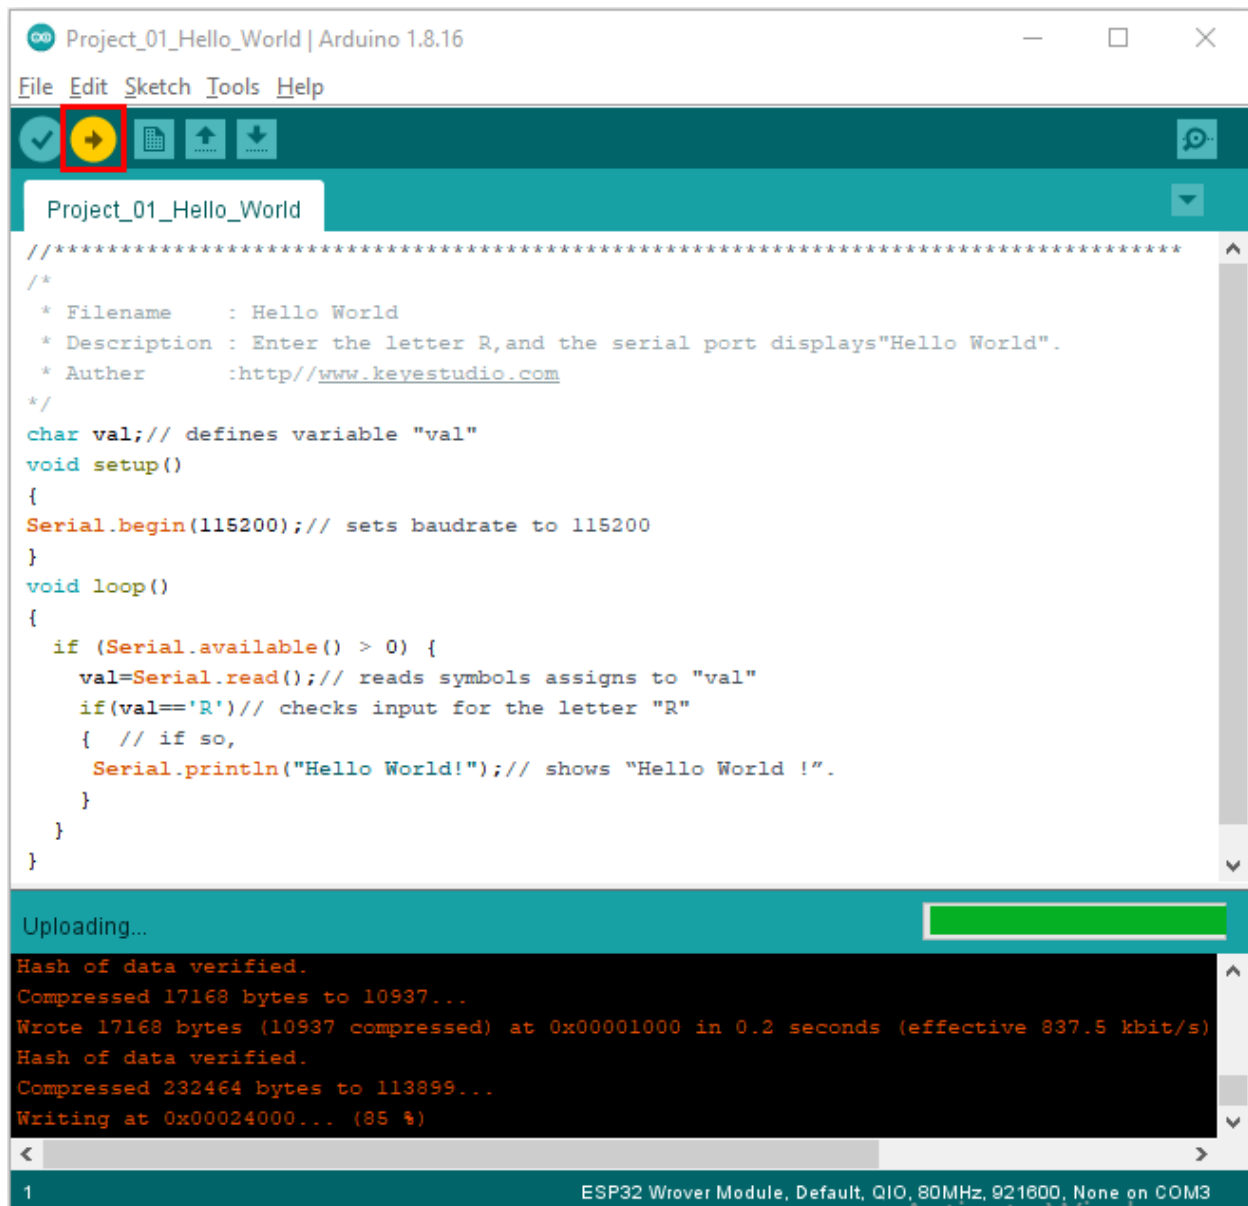 Project_01_Hello_World | Arduino 1.8.16
File Edit Sketch Tools Help
Project_01_Hello_World
//*************************************************************************************
/*
 * Filename    : Hello World
 * Description : Enter the letter R,and the serial port displays"Hello World".
 * Auther      :http//www.keyestudio.com
*/
char val;// defines variable "val"
void setup()
{
Serial.begin(115200);// sets baudrate to 115200
}
void loop()
{
  if (Serial.available() > 0) {
    val=Serial.read();// reads symbols assigns to "val"
    if(val=='R')// checks input for the letter "R"
    {  // if so,
     Serial.println("Hello World!");// shows “Hello World !”.
    }
  }
}
Uploading...
Hash of data verified.
Compressed 17168 bytes to 10937...
Wrote 17168 bytes (10937 compressed) at 0x00001000 in 0.2 seconds (effective 837.5 kbit/s)
Hash of data verified.
Compressed 232464 bytes to 113899...
Writing at 0x00024000... (85 %)
1
ESP32 Wrover Module, Default, QIO, 80MHz, 921600, None on COM3